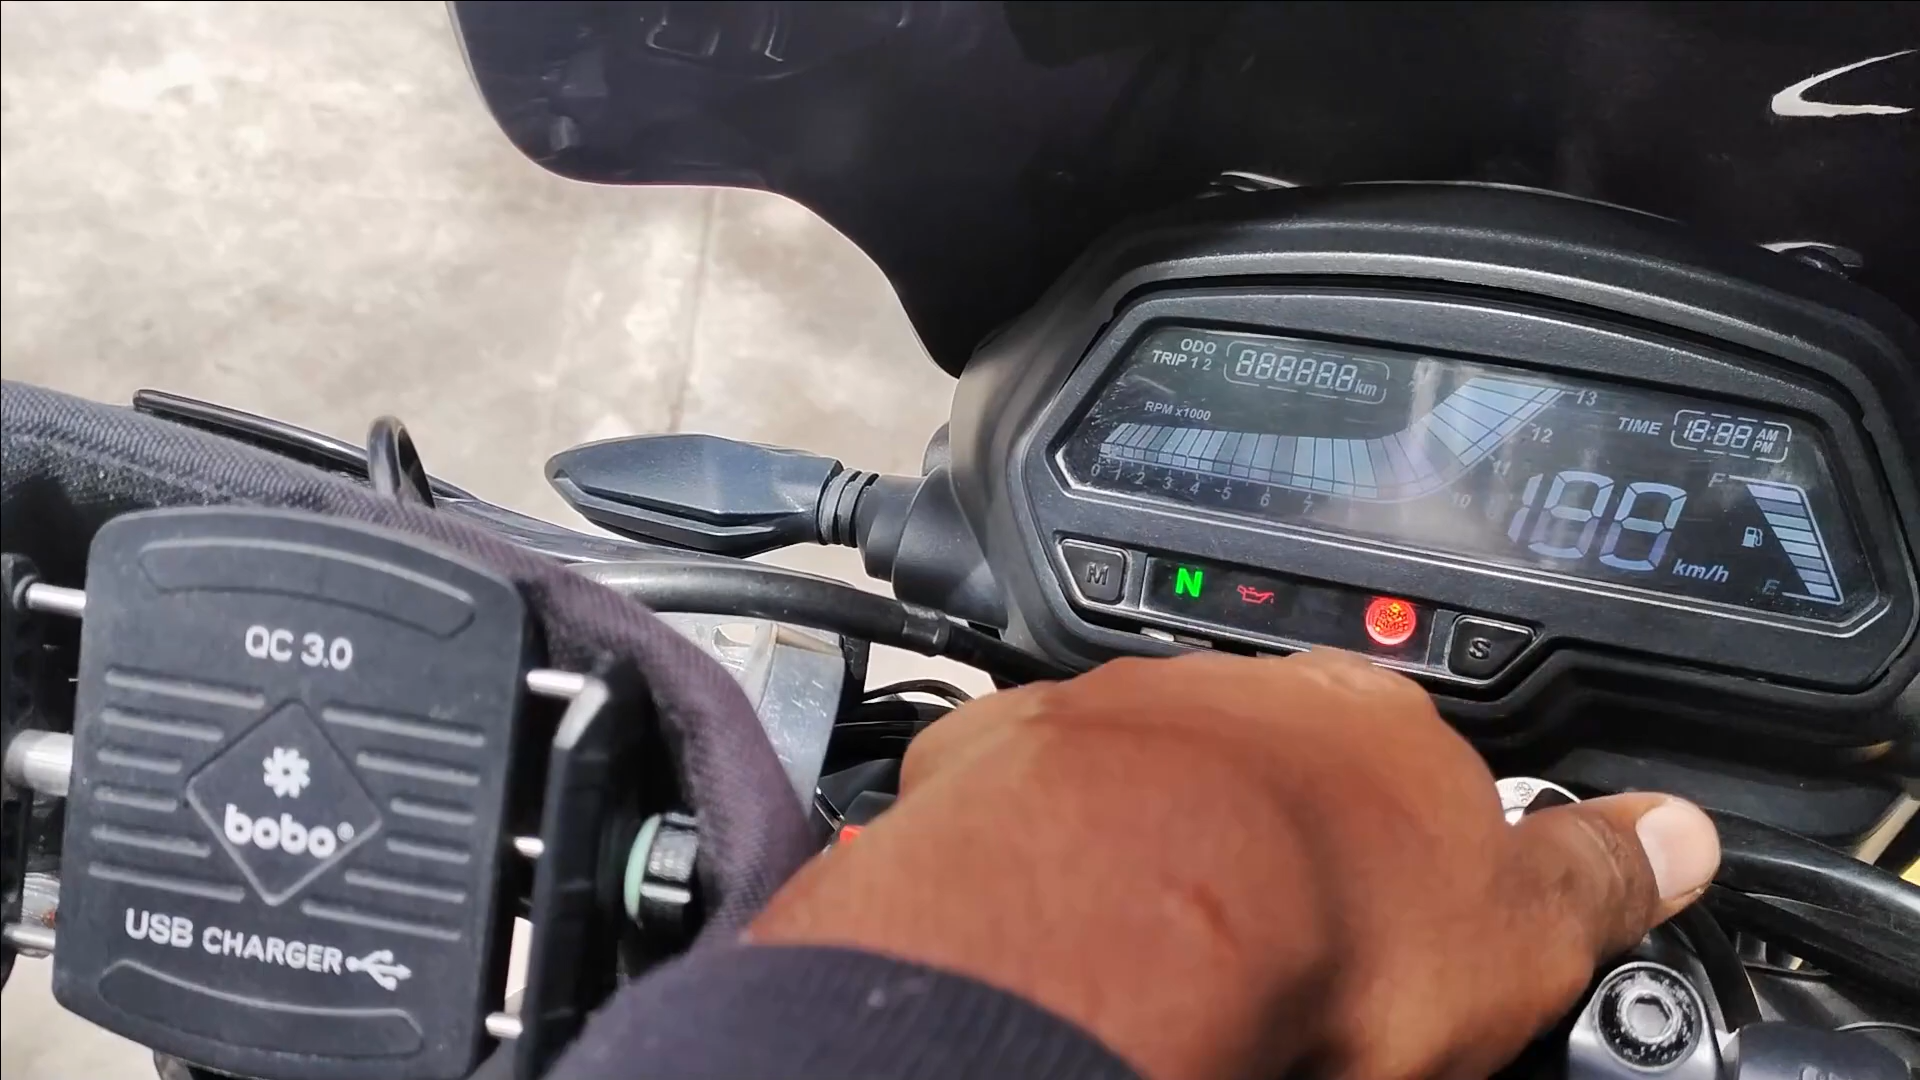 QC 3.0
bobo®
USB CHARGER
ODO
TRIP 1 2
888888 km
RPM x1000
0 1 2 3 4 5 6 7
10 11 12 13
TIME 18:88 AM
PM
188 km/h
F
E
M
N
S